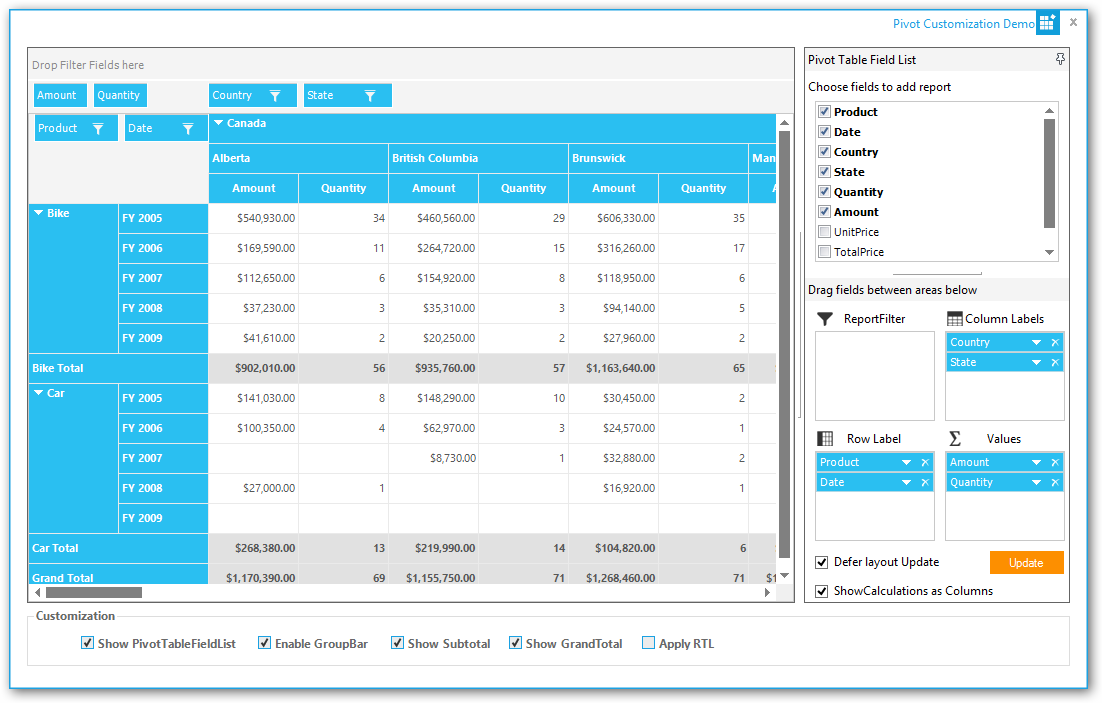 Pivot Customization Demo
Drop Filter Fields here
Amount Quantity Country State
Product Date Canada
Alberta British Columbia Brunswick Man
Amount Quantity Amount Quantity Amount Quantity
Bike FY 2005 $540,930.00 34 $460,560.00 29 $606,330.00 35
FY 2006 $169,590.00 11 $264,720.00 15 $316,260.00 17
FY 2007 $112,650.00 6 $154,920.00 8 $118,950.00 6
FY 2008 $37,230.00 3 $35,310.00 3 $94,140.00 5
FY 2009 $41,610.00 2 $20,250.00 2 $27,960.00 2
Bike Total $902,010.00 56 $935,760.00 57 $1,163,640.00 65
Car FY 2005 $141,030.00 8 $148,290.00 10 $30,450.00 2
FY 2006 $100,350.00 4 $62,970.00 3 $24,570.00 1
FY 2007 $8,730.00 1 $32,880.00 2
FY 2008 $27,000.00 1 $16,920.00 1
FY 2009
Car Total $268,380.00 13 $219,990.00 14 $104,820.00 6
Grand Total $1,170,390.00 69 $1,155,750.00 71 $1,268,460.00 71 $1
Pivot Table Field List
Choose fields to add report
Product
Date
Country
State
Quantity
Amount
UnitPrice
TotalPrice
Drag fields between areas below
ReportFilter Column Labels
Country
State
Row Label Values
Product Amount
Date Quantity
Defer layout Update Update
ShowCalculations as Columns
Customization
Show PivotTableFieldList Enable GroupBar Show Subtotal Show GrandTotal Apply RTL